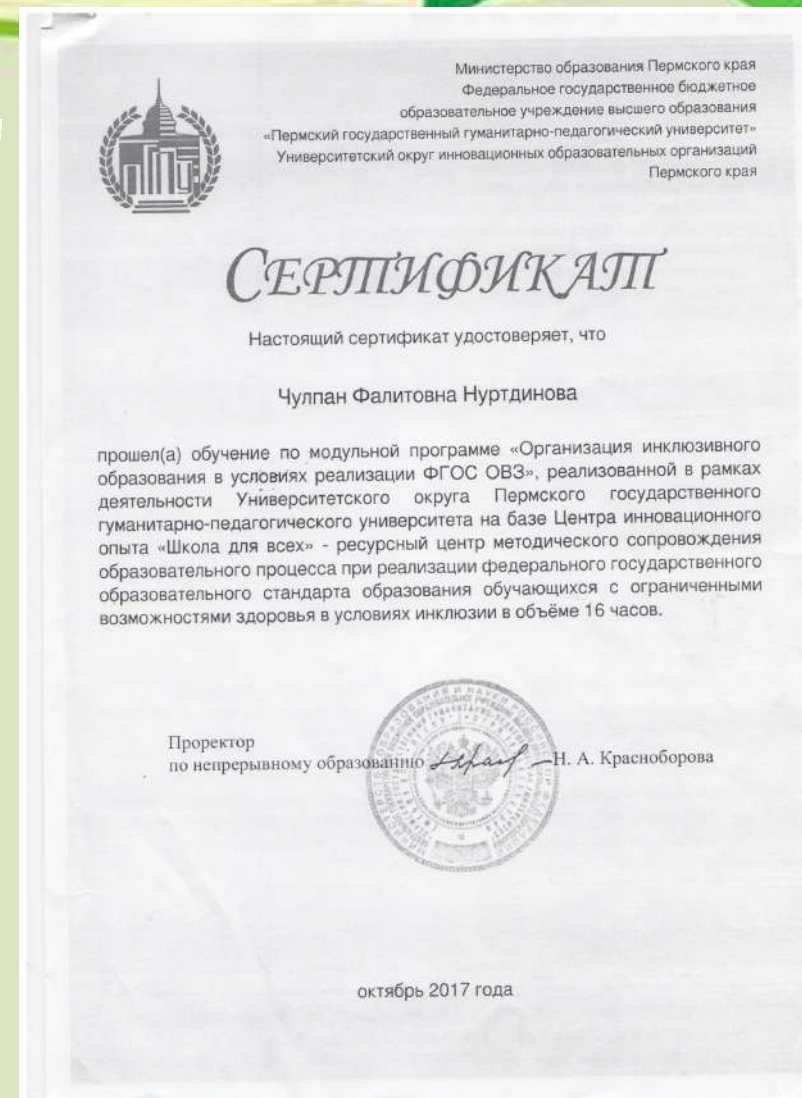 Министерство образования Пермского края
Федеральное государственное бюджетное
образовательное учреждение высшего образования
«Пермский государственный гуманитарно-педагогический университет»
Университетский округ инновационных образовательных организаций
Пермского края
СЕРТИФИКАТ
Настоящий сертификат удостоверяет, что
Чулпан Фалитовна Нуртдинова
прошел(а) обучение по модульной программе «Организация инклюзивного
образования в условиях реализации ФГОС ОВЗ», реализованной в рамках
деятельности Университетского округа Пермского государственного
гуманитарно-педагогического университета на базе Центра инновационного
опыта «Школа для всех» - ресурсный центр методического сопровождения
образовательного процесса при реализации федерального государственного
образовательного стандарта образования обучающихся с ограниченными
возможностями здоровья в условиях инклюзии в объёме 16 часов.
Проректор
по непрерывному образованию Н. А. Красноборова
октябрь 2017 года